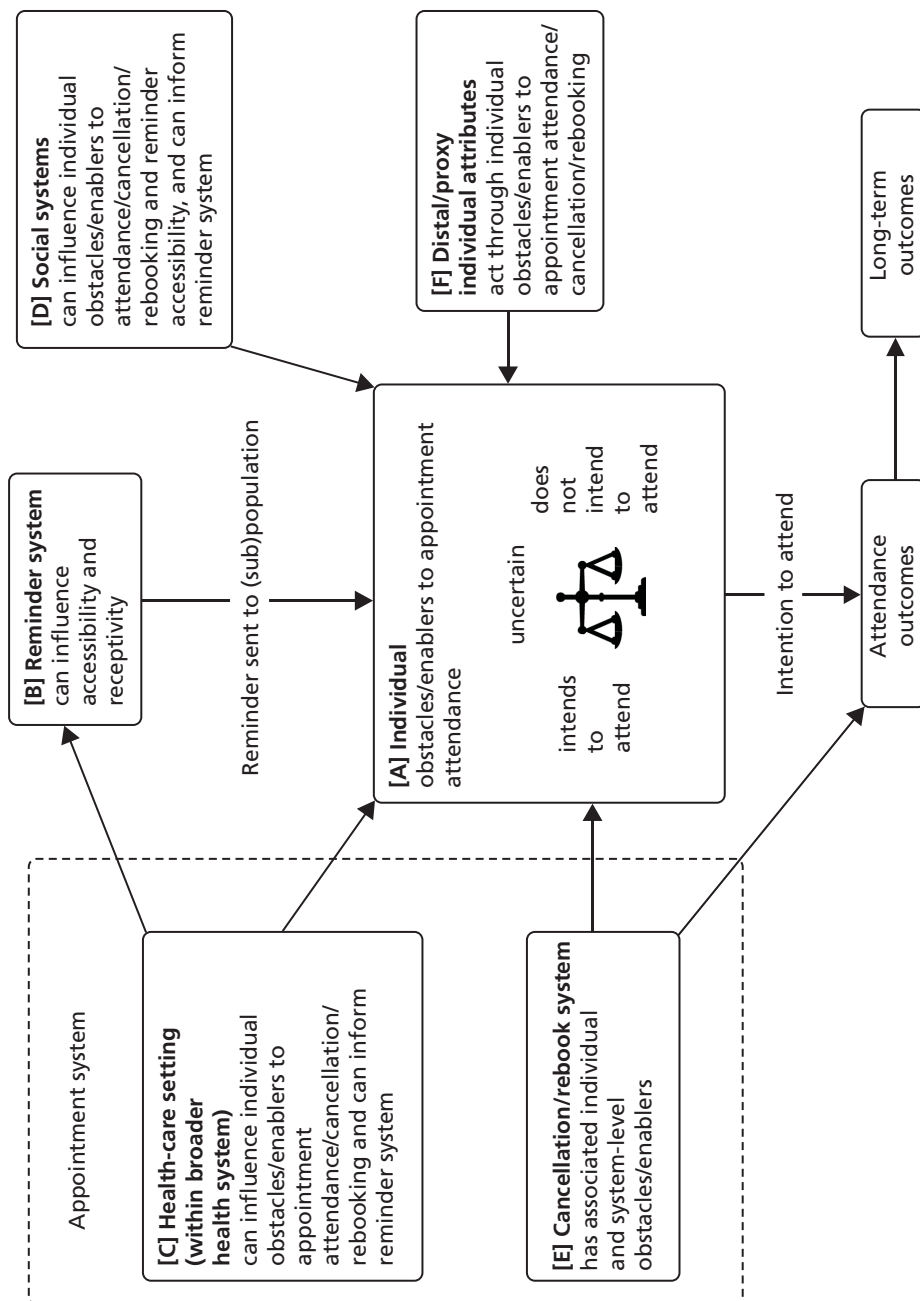 Appointment system
[C] Health-care setting
(within broader
health system)
can influence individual
obstacles/enablers to
appointment
attendance/cancellation/
rebooking and can inform
reminder system
[E] Cancellation/rebook system
has associated individual
and system-level
obstacles/enablers
[B] Reminder system
can influence
accessibility and
receptivity
Reminder sent to (sub)population
[A] Individual
obstacles/enablers to appointment
attendance
intends
to
attend
uncertain
does
not
intend
to
attend
Intention to attend
Attendance
outcomes
[D] Social systems
can influence individual
obstacles/enablers to
attendance/cancellation/
rebooking and reminder
accessibility, and can inform
reminder system
[F] Distal/proxy
individual attributes
act through individual
obstacles/enablers to
appointment attendance/
cancellation/rebooking
Long-term
outcomes